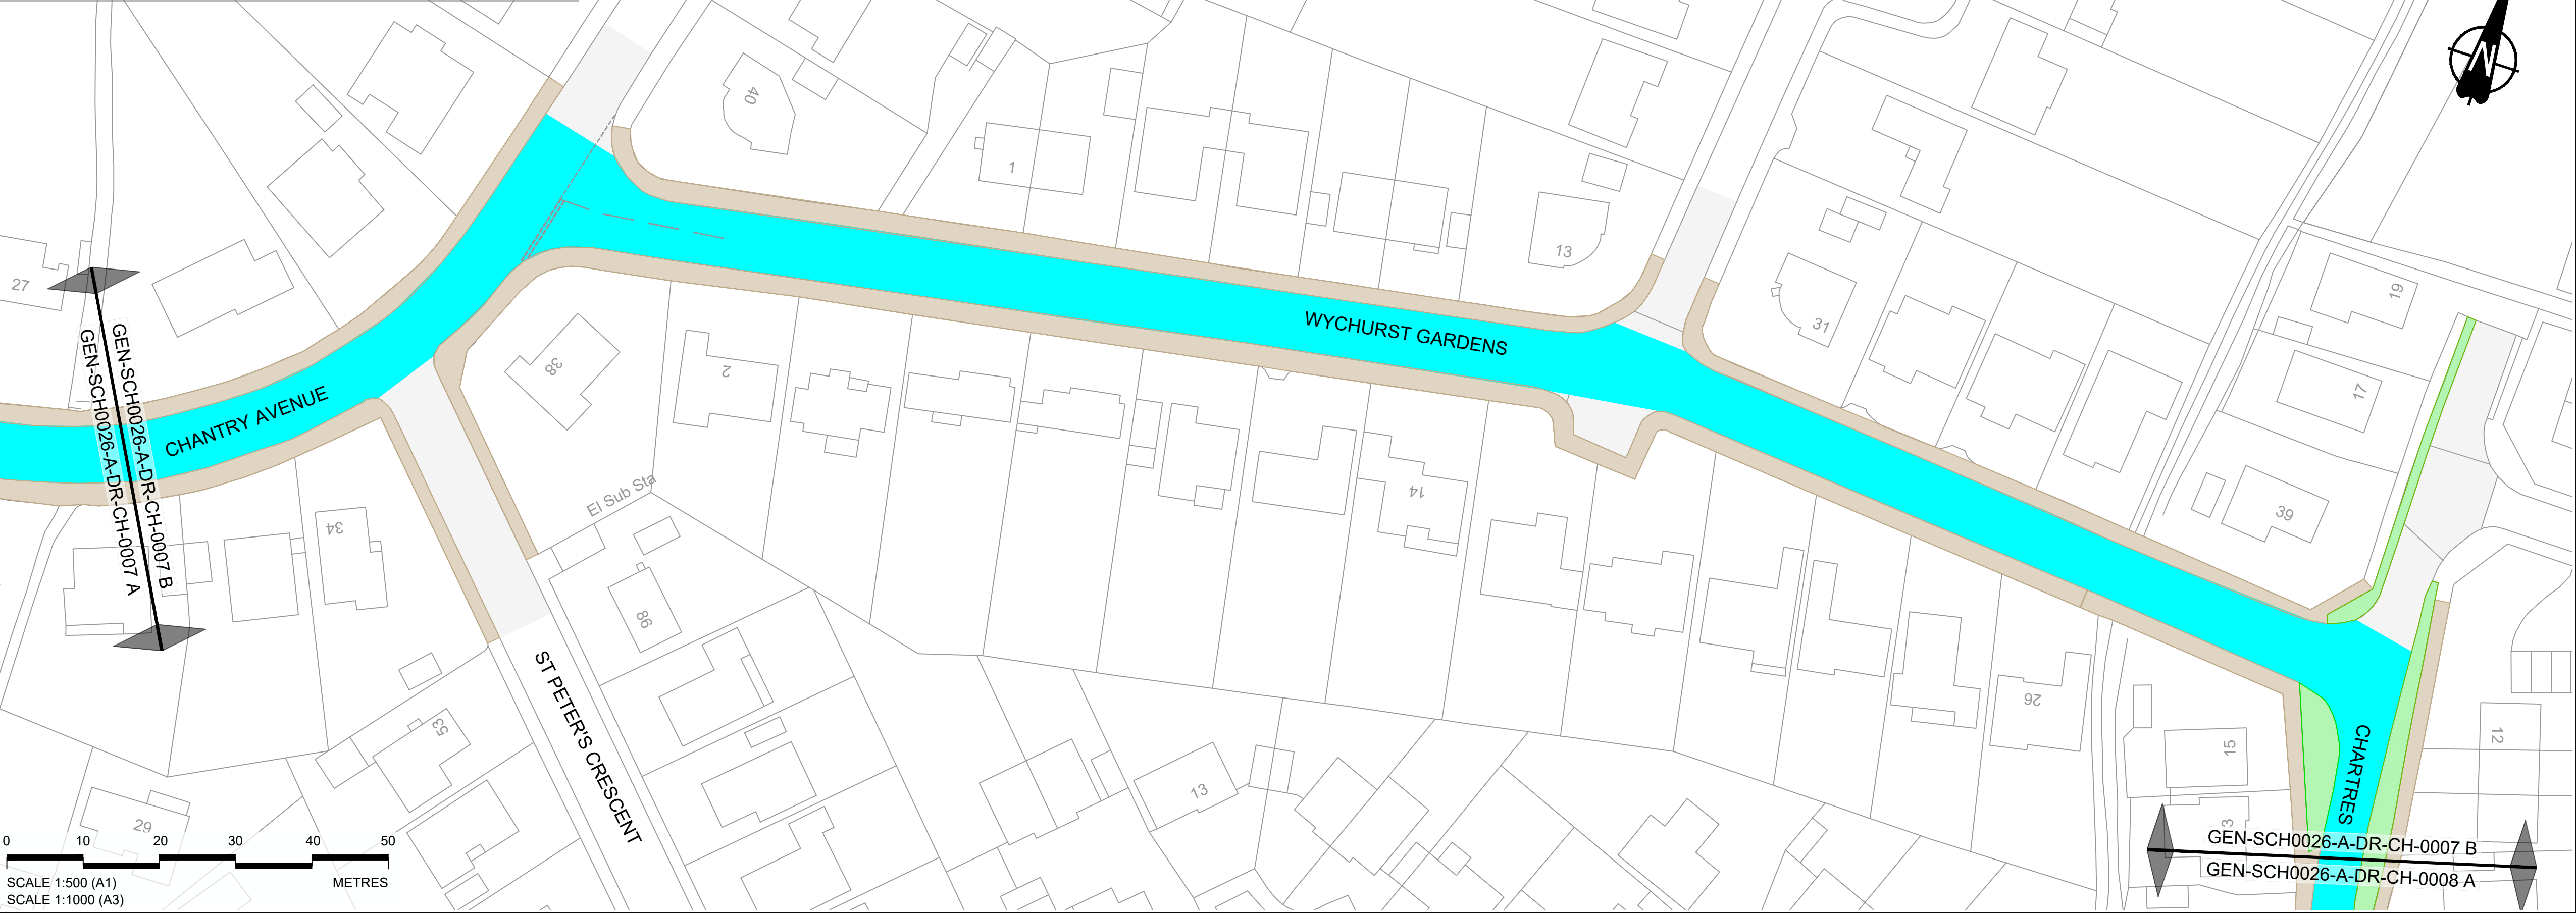 N
40
1
13
31
19
17
39
27
38
2
14
WYCHURST GARDENS
CHANTRY AVENUE
GEN-SCH0026-A-DR-CH-0007 B
GEN-SCH0026-A-DR-CH-0007 A
El Sub Sta
34
98
26
ST PETER'S CRESCENT
53
13
29
15
3
12
CHARTRES
GEN-SCH0026-A-DR-CH-0007 B
GEN-SCH0026-A-DR-CH-0008 A
0 10 20 30 40 50
SCALE 1:500 (A1) METRES
SCALE 1:1000 (A3)